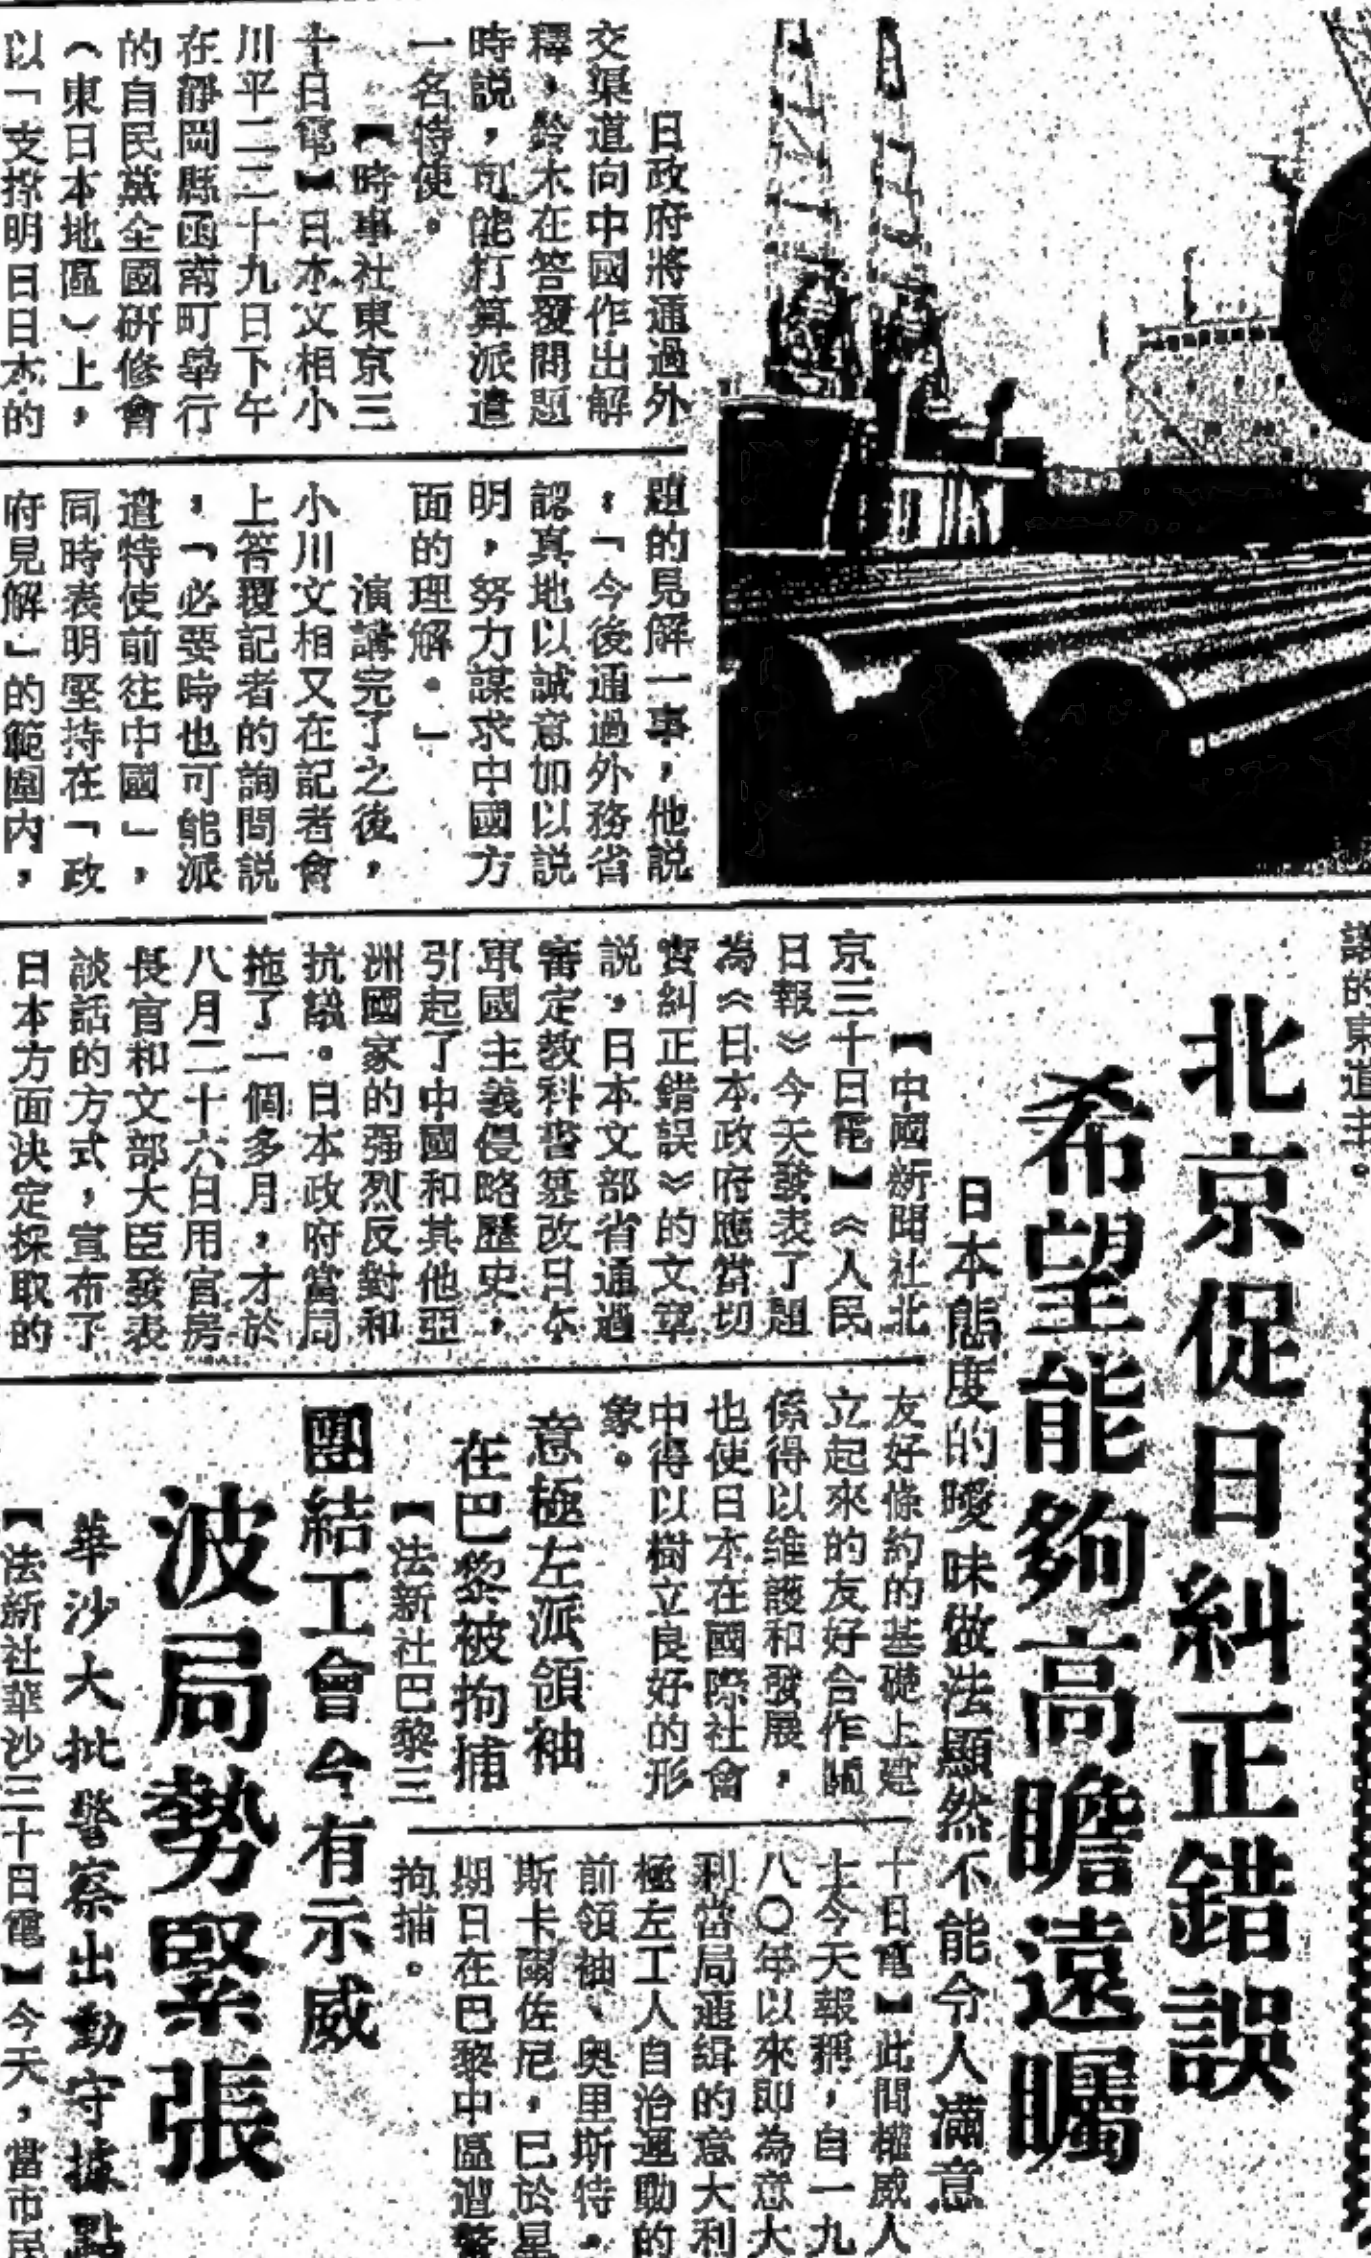 日政府將通過外
交渠道向中國作出解
釋,鈴木在答覆問題
時説,可能打算派遣
一名特使。
【時事社東京三
十日電】日本文相小
川平二二十九日下午
在靜岡縣函南町舉行
的自民黨全國研修會
(東日本地區)上,
以「支撐明日日本的
題的見解一事,他説
,「今後通過外務省
認真地以誠意加以説
明,努力謀求中國方
面的理解。」
演講完了之後,
小川文相又在記者會
上答覆記者的詢問説
,「必要時也可能派
遣特使前往中國」,
同時表明堅持在「政
府見解」的範圍内,
議的東道主。
北京促日糾正錯誤
希望能夠高瞻遠矚
日本態度的曖昧做法顯然不能令人滿意
【中國新聞社北
京三十日電】《人民
日報》今天發表了題
為《日本政府應當切
實糾正錯誤》的文章
説,日本文部省通過
審定教科書篡改日本
軍國主義侵略歷史,
引起了中國和其他亞
洲國家的强烈反對和
抗議。日本政府當局
拖了一個多月,才於
八月二十六日用官房
長官和文部大臣發表
談話的方式,宣布了
日本方面決定採取的
友好條約的基礎上建
立起來的友好合作關
係得以維護和發展,
也使日本在國際社會
中得以樹立良好的形
象。
意極左派領袖
在巴黎被拘捕
【法新社巴黎三
十日電】此間權威人
士今天報稱,自一九
八〇年以來即為意大
利當局通緝的意大利
極左工人自治運動的
前領袖、奧里斯特.
斯卡爾佐尼,已於星
期日在巴黎中區遭警
拘捕。
團結工會今有示威
波局勢緊張
華沙大批警察出動守據點
【法新社華沙三十日電】今天,當市民